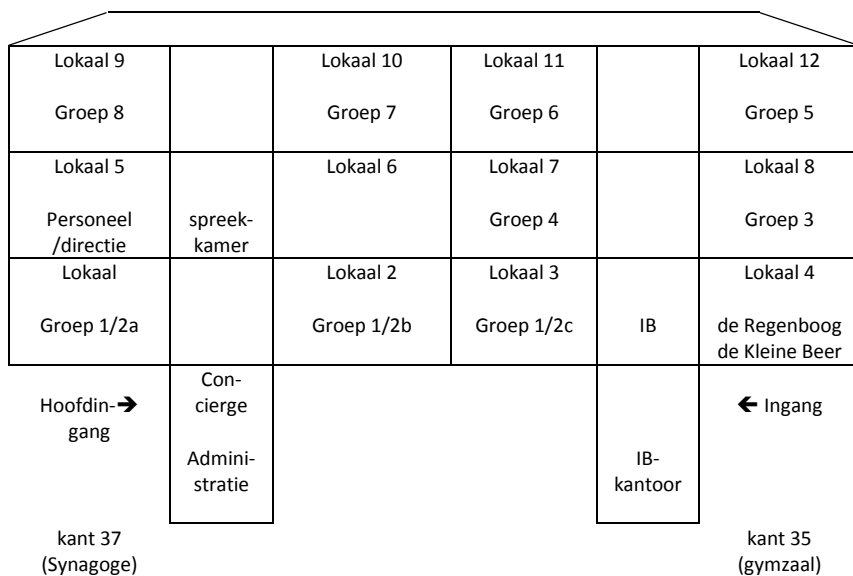 Lokaal 9
Lokaal 10
Lokaal 11
Lokaal 12
Groep 8
Groep 7
Groep 6
Groep 5
Lokaal 5
Lokaal 6
Lokaal 7
Lokaal 8
Personeel
/directie
spreek-
kamer
Groep 4
Groep 3
Lokaal
Lokaal 2
Lokaal 3
Lokaal 4
Groep 1/2a
Groep 1/2b
Groep 1/2c
IB
de Regenboog
de Kleine Beer
Hoofdin-➔
gang
Con-
cierge
Admini-
stratie
IB-
kantoor
🡸 Ingang
kant 37
(Synagoge)
kant 35
(gymzaal)